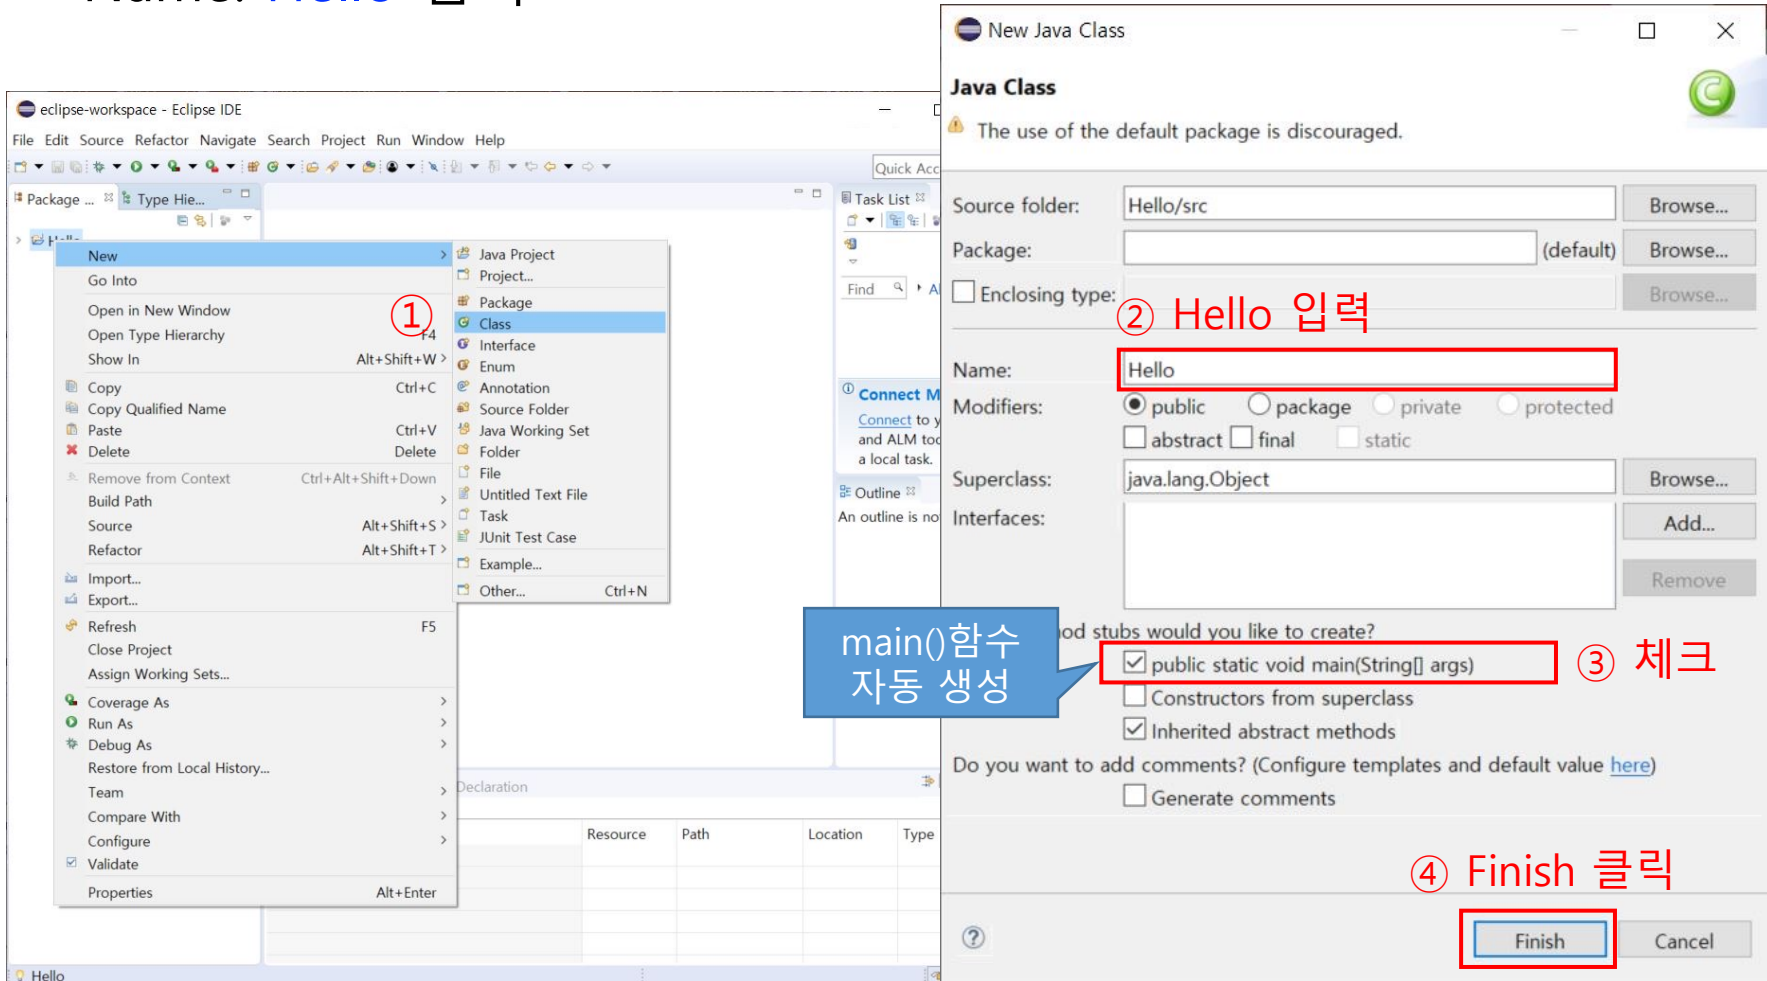 Name: Hello
eclipse-workspace - Eclipse IDE
File Edit Source Refactor Navigate Search Project Run Window Help
Quick Acc
Package ...
Type Hie...
Task List
Find
Al
New
Go Into
Open in New Window
Open Type Hierarchy F4
Show In Alt+Shift+W >
Copy Ctrl+C
Copy Qualified Name
Paste Ctrl+V
Delete Delete
Remove from Context Ctrl+Alt+Shift+Down
Build Path >
Source Alt+Shift+S >
Refactor Alt+Shift+T >
Import...
Export...
Refresh F5
Close Project
Assign Working Sets...
Coverage As >
Run As >
Debug As >
Restore from Local History...
Team >
Compare With >
Configure >
Validate
Properties Alt+Enter
①
Java Project
Project...
Package
Class
Interface
Enum
Annotation
Source Folder
Java Working Set
Folder
File
Untitled Text File
Task
JUnit Test Case
Example...
Other... Ctrl+N
Connect M
Connect to y
and ALM too
a local task.
Outline
An outline is no
Declaration
Resource Path Location Type
Hello
main()함수
자동 생성
New Java Class
Java Class
The use of the default package is discouraged.
Source folder: Hello/src Browse...
Package: (default) Browse...
Enclosing type: Browse...
② Hello 입력
Name: Hello
Modifiers: public package private protected
abstract final static
Superclass: java.lang.Object Browse...
Interfaces: Add...
Remove
od stubs would you like to create?
public static void main(String[] args)
③ 체크
Constructors from superclass
Inherited abstract methods
Do you want to add comments? (Configure templates and default value here)
Generate comments
④ Finish 클릭
Finish Cancel